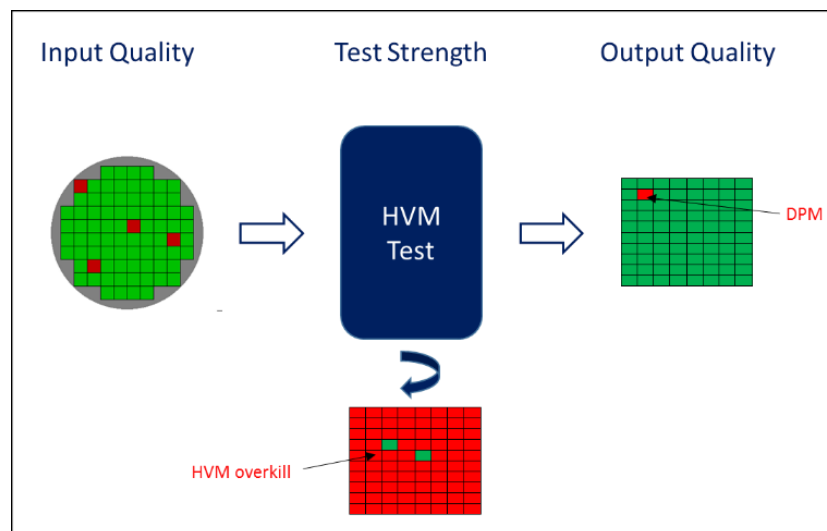 Input Quality
Test Strength
Output Quality
HVM
Test
DPM
HVM overkill